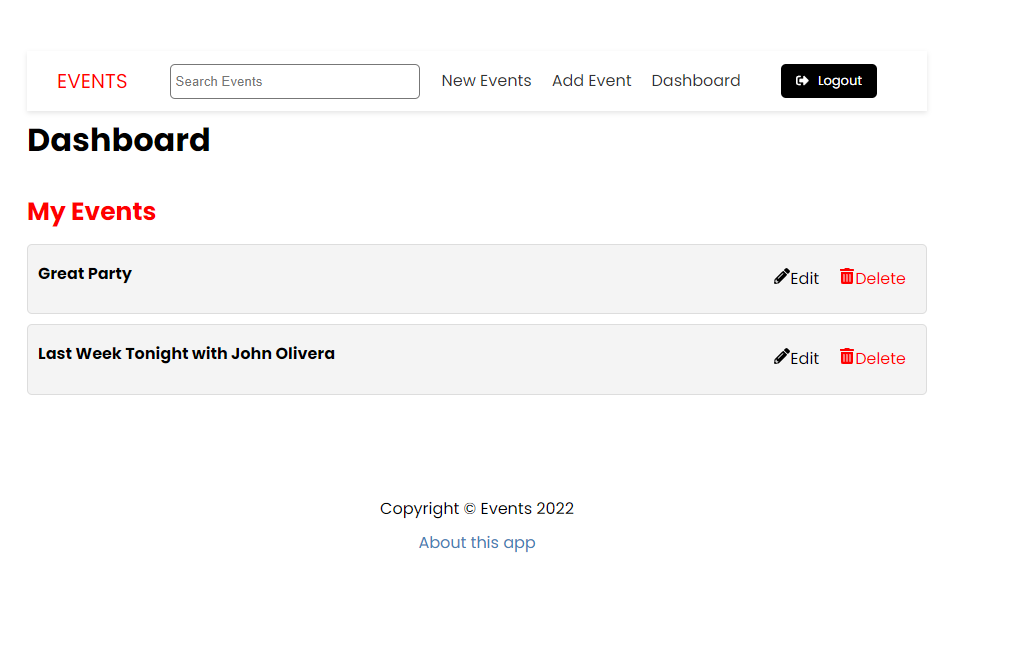 EVENTS Search Events New Events Add Event Dashboard Logout
Dashboard
My Events
Great Party Edit Delete
Last Week Tonight with John Olivera Edit Delete
Copyright © Events 2022
About this app